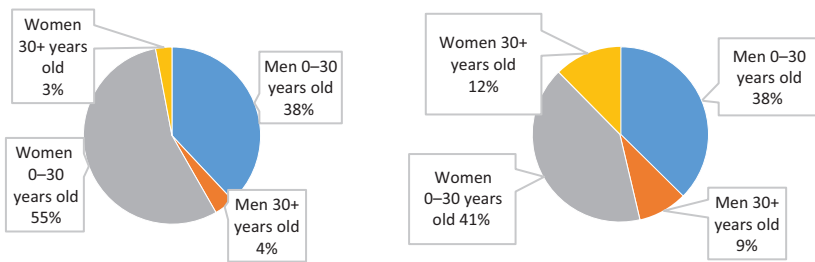 Women
30+ years
old
3%
Men 0–30
years old
38%
Women
0–30
years old
55%
Men 30+
years old
4%
Women 30+
years old
12%
Men 0–30
years old
38%
Women
0–30 years
old 41%
Men 30+
years old
9%